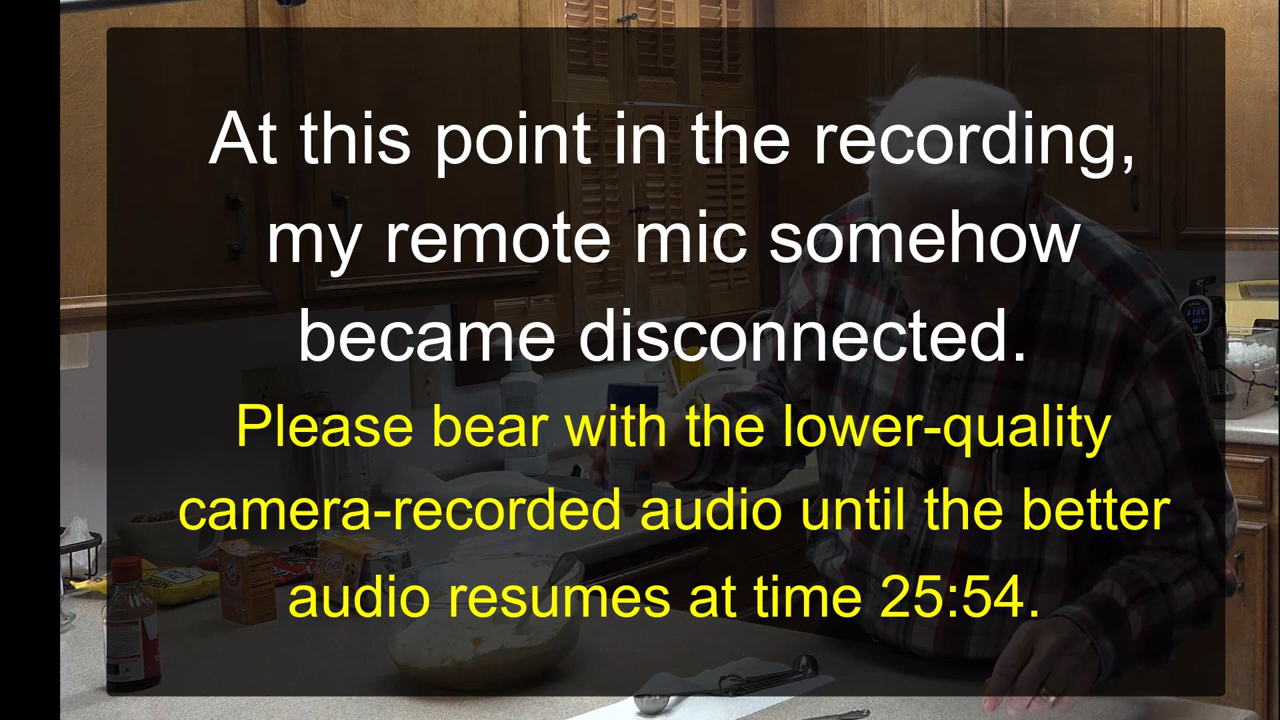 At this point in the recording,
my remote mic somehow
became disconnected.
Please bear with the lower-quality
camera-recorded audio until the better
audio resumes at time 25:54.